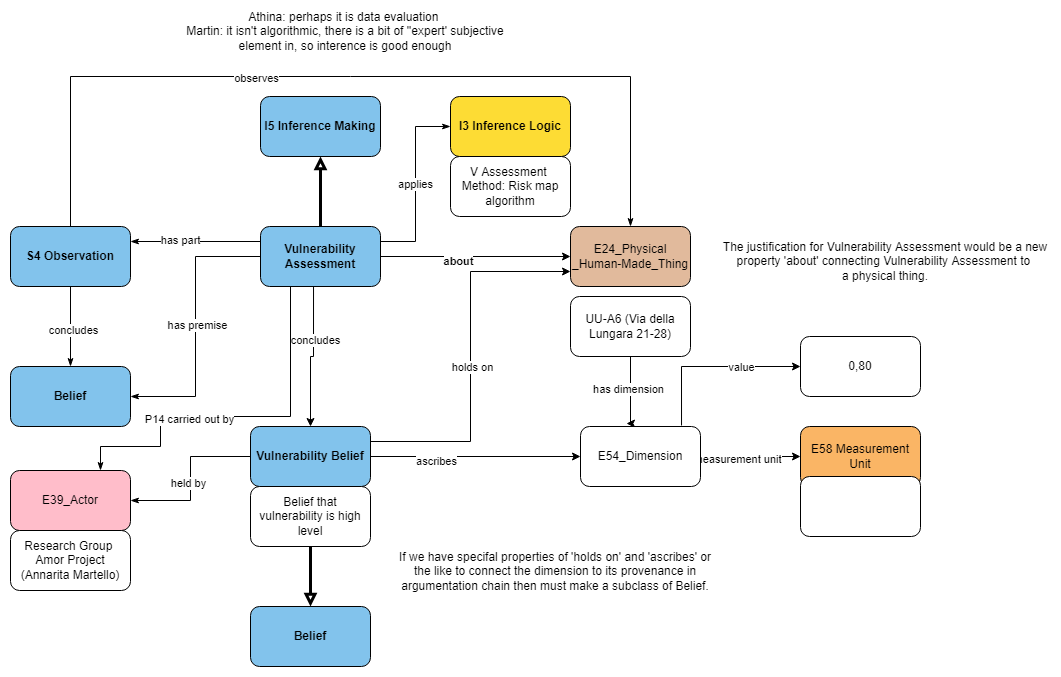 Athina: perhaps it is data evaluation
Martin: it isn't algorithmic, there is a bit of "expert' subjective
element in, so interence is good enough
observes
I5 Inference Making
I3 Inference Logic
applies
V Assessment
Method: Risk map
algorithm
S4 Observation
has part
Vulnerability
Assessment
about
E24_Physical
_Human-Made_Thing
The justification for Vulnerability Assessment would be a new
property 'about' connecting Vulnerability Assessment to
a physical thing.
concludes
has premise
concludes
holds on
UU-A6 (Via della
Lungara 21-28)
has dimension
value
0,80
Belief
P14 carried out by
Vulnerability Belief
ascribes
E54_Dimension
measurement unit
E58 Measurement
Unit
held by
E39_Actor
Belief that
vulnerability is high
level
Research Group
Amor Project
(Annarita Martello)
If we have specifal properties of 'holds on' and 'ascribes' or
the like to connect the dimension to its provenance in
argumentation chain then must make a subclass of Belief.
Belief